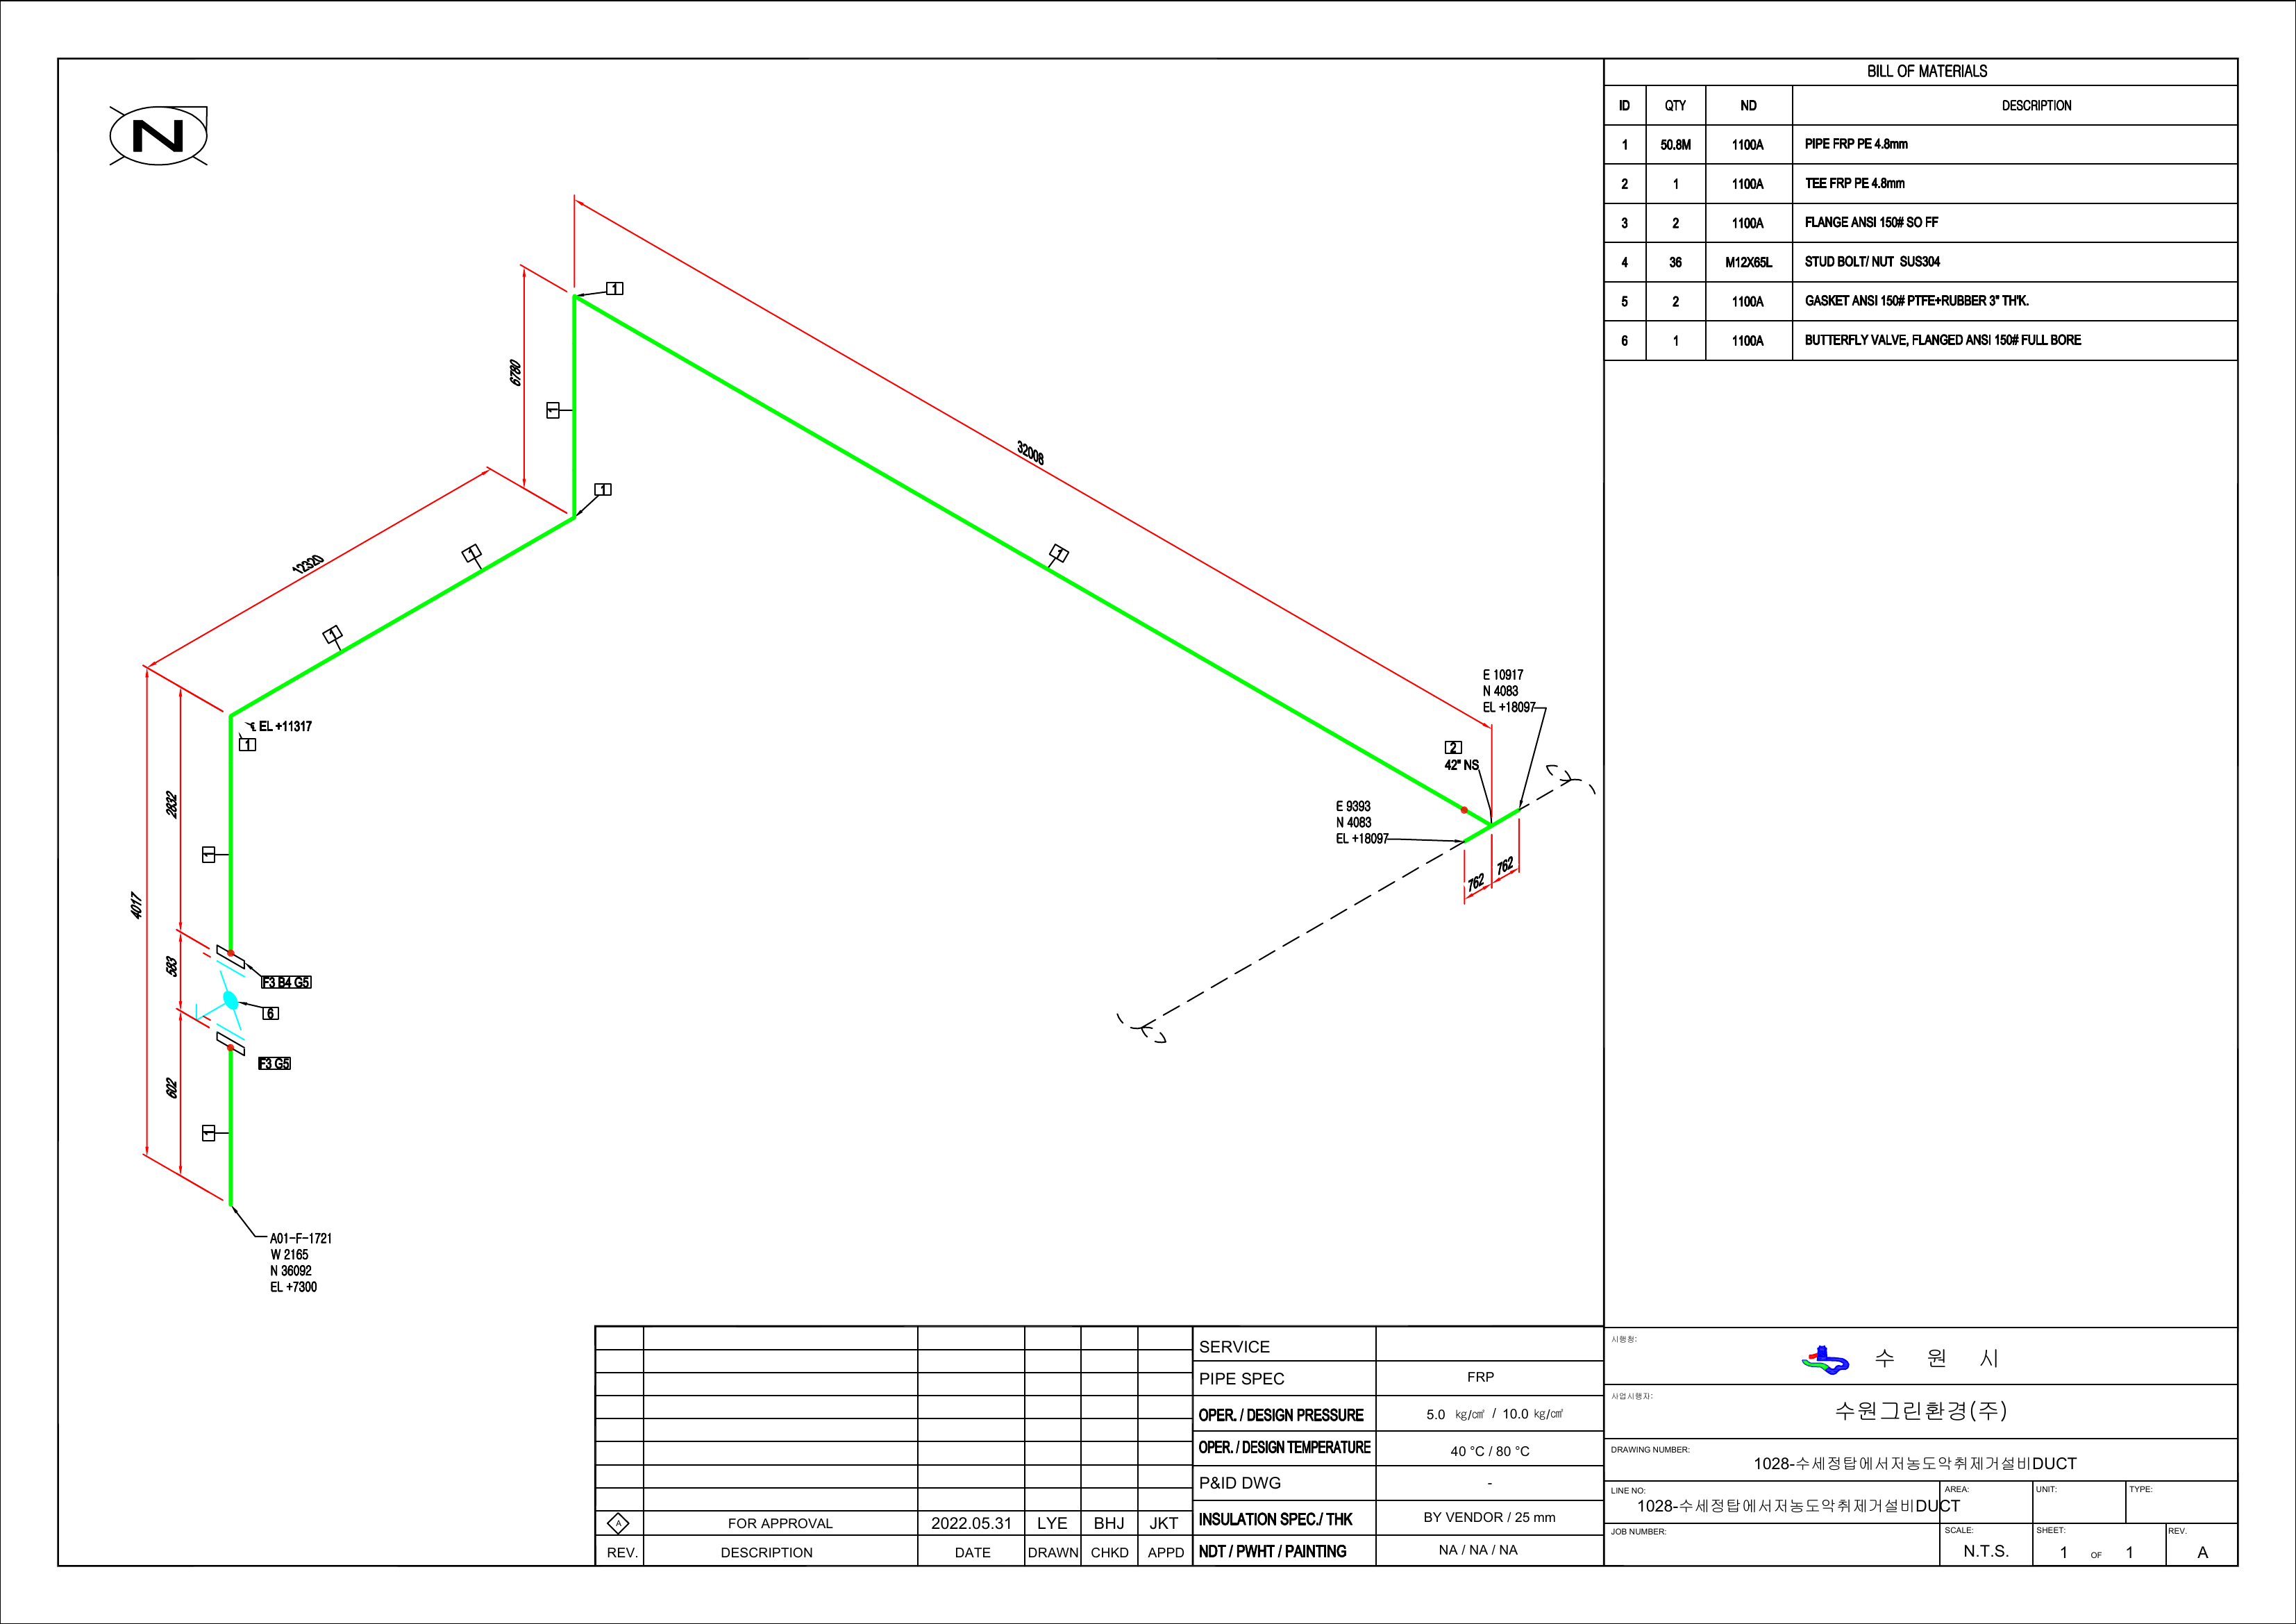 N
BILL OF MATERIALS
ID QTY ND DESCRIPTION
1 50.8M 1100A PIPE FRP PE 4.8mm
2 1 1100A TEE FRP PE 4.8mm
3 2 1100A FLANGE ANSI 150# SO FF
4 36 M12X65L STUD BOLT/ NUT SUS304
5 2 1100A GASKET ANSI 150# PTFE+RUBBER 3" TH'K.
6 1 1100A BUTTERFLY VALVE, FLANGED ANSI 150# FULL BORE
1
6780
1
32008
1
12320
1
1
1
E 10917
N 4083
EL +18097
EL +11317
1
2
42" NS
2832
E 9393
N 4083
EL +18097
1
762
762
4017
583
F3 B4 G5
6
F3 G5
602
1
A01-F-1721
W 2165
N 36092
EL +7300
SERVICE
PIPE SPEC FRP
OPER. / DESIGN PRESSURE 5.0 ㎏/㎠ / 10.0 ㎏/㎠
OPER. / DESIGN TEMPERATURE 40 °C / 80 °C
P&ID DWG -
INSULATION SPEC./ THK BY VENDOR / 25 mm
NDT / PWHT / PAINTING NA / NA / NA
A FOR APPROVAL 2022.05.31 LYE BHJ JKT
REV. DESCRIPTION DATE DRAWN CHKD APPD
시행청:
수 원 시
사업시행자:
수원그린환경(주)
DRAWING NUMBER:
1028-수세정탑에서저농도악취제거설비DUCT
LINE NO: AREA: UNIT: TYPE:
1028-수세정탑에서저농도악취제거설비DUCT
JOB NUMBER: SCALE: SHEET: REV.
N.T.S. 1 OF 1 A